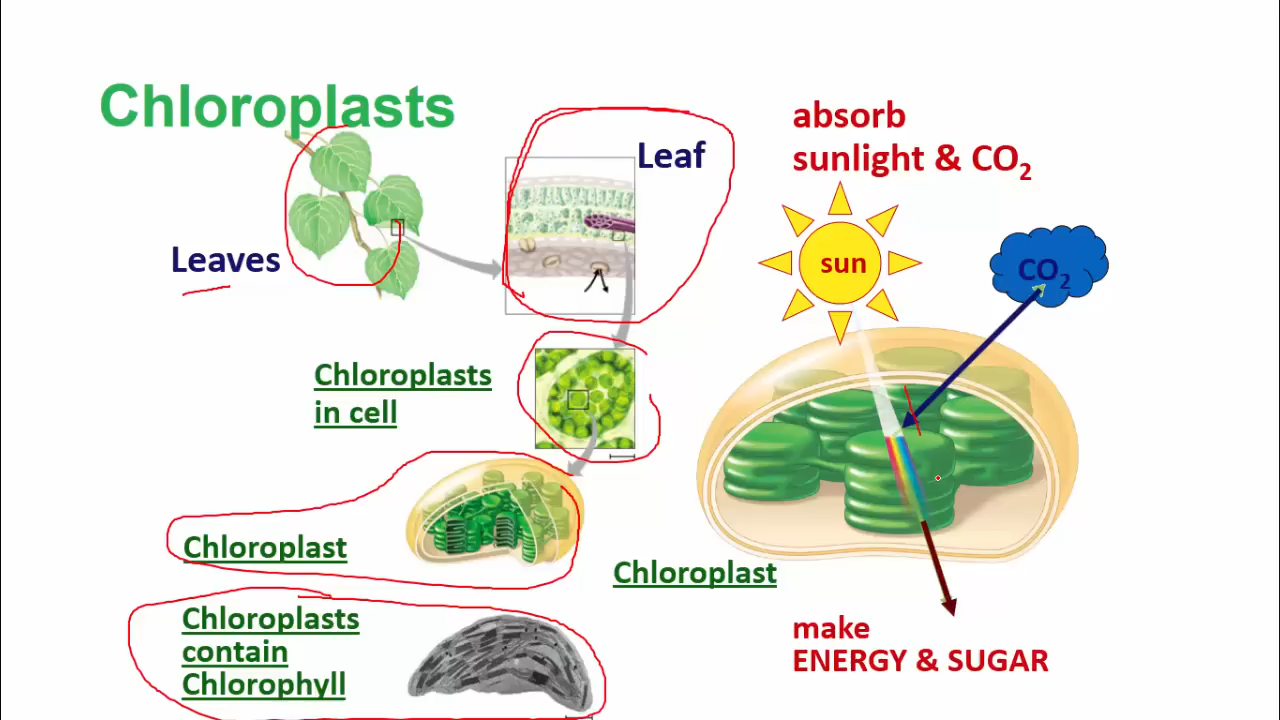 Chloroplasts
Leaves
Leaf
Chloroplasts
in cell
Chloroplast
Chloroplasts
contain
Chlorophyll
absorb
sunlight & CO₂
sun
CO₂
Chloroplast
make
ENERGY & SUGAR